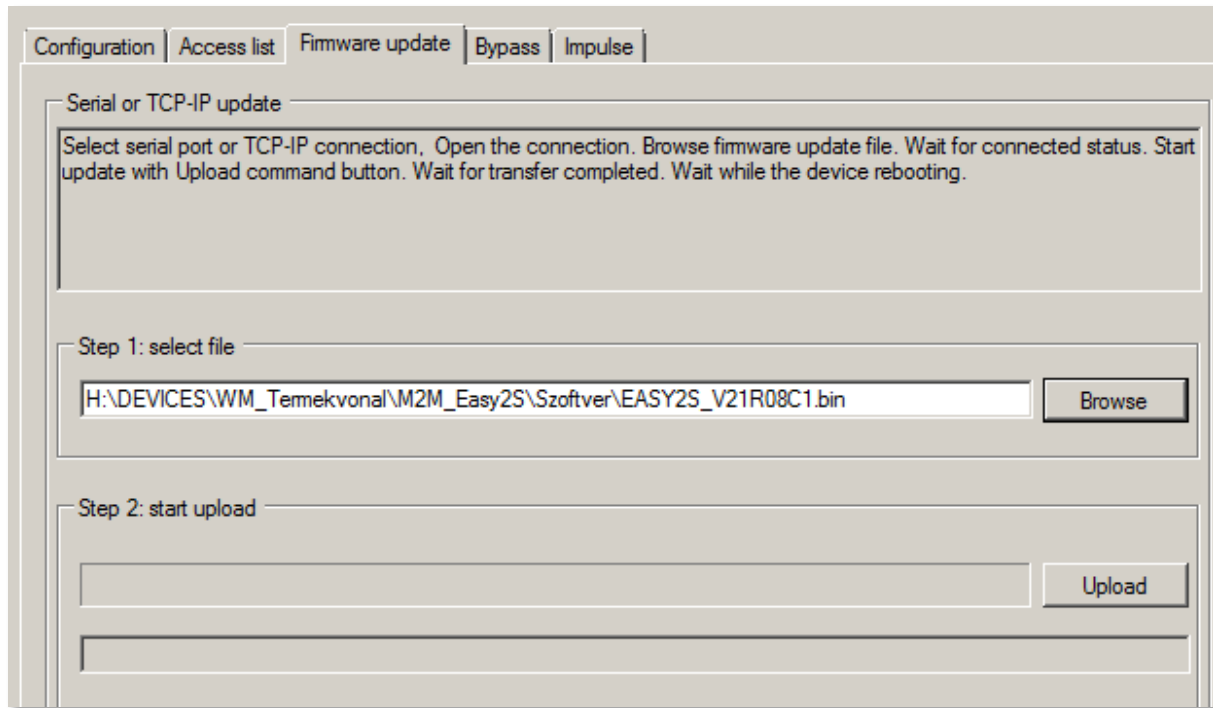 Configuration Access list Firmware update Bypass Impulse
Serial or TCP-IP update
Select serial port or TCP-IP connection, Open the connection. Browse firmware update file. Wait for connected status. Start
update with Upload command button. Wait for transfer completed. Wait while the device rebooting.
Step 1: select file
H:\DEVICES\WM_Termekvonal\M2M_Easy2S\Szoftver\EASY2S_V21R08C1.bin Browse
Step 2: start upload
Upload